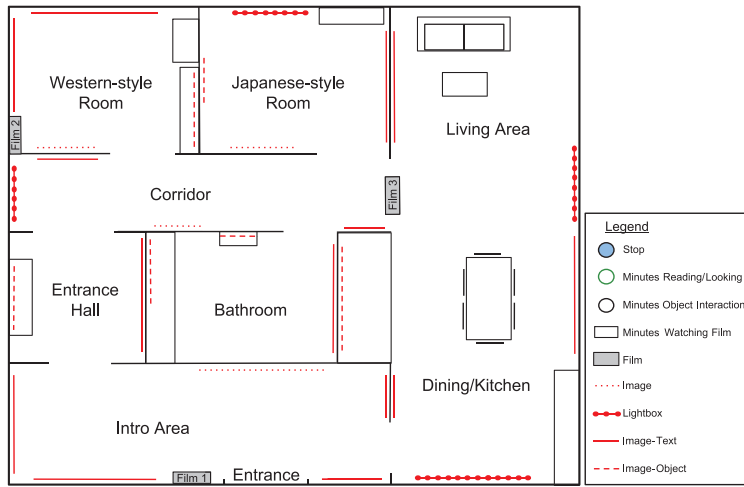 Western-style
Room
Japanese-style
Room
Living Area
Film 2
Corridor
Film 3
Entrance
Hall
Bathroom
Dining/Kitchen
Intro Area
Film 1
Entrance
Legend
Stop
Minutes Reading/Looking
Minutes Object Interaction
Minutes Watching Film
Film
Image
Lightbox
Image-Text
Image-Object